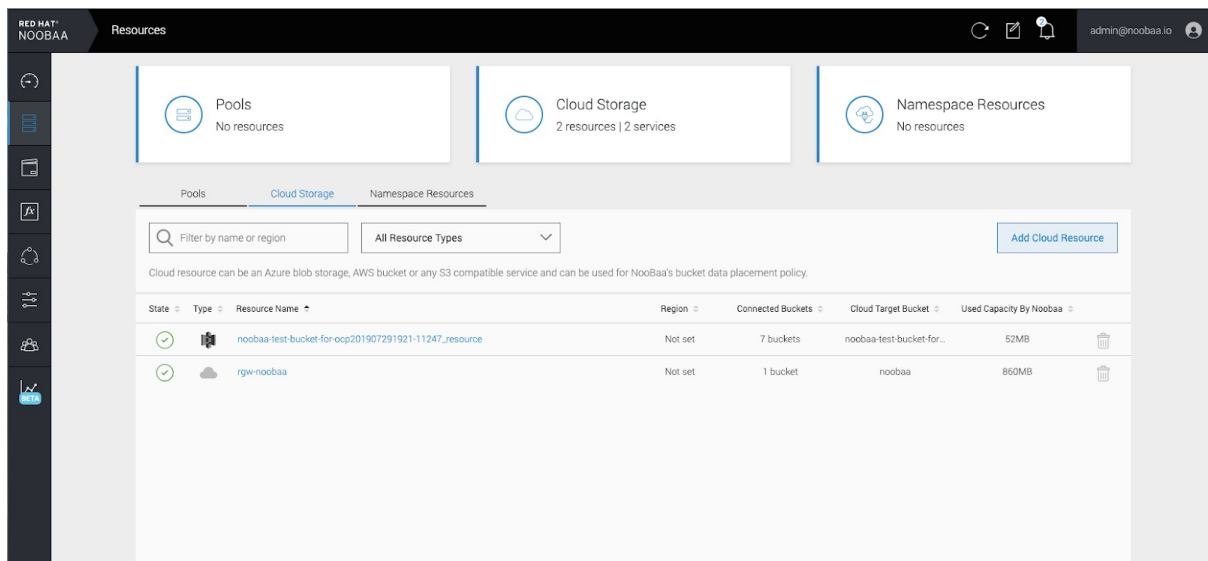 RED HAT®
NOOBAA
Resources
2
admin@noobaa.io
Pools
No resources
Cloud Storage
2 resources | 2 services
Namespace Resources
No resources
Pools
Cloud Storage
Namespace Resources
Filter by name or region
All Resource Types
Add Cloud Resource
Cloud resource can be an Azure blob storage, AWS bucket or any S3 compatible service and can be used for NooBaa's bucket data placement policy.
State Type Resource Name Region Connected Buckets Cloud Target Bucket Used Capacity By Noobaa
noobaa-test-bucket-for-ocp201907291921-11247_resource Not set 7 buckets noobaa-test-bucket-for... 52MB
rgw-noobaa Not set 1 bucket noobaa 860MB
fx
BETA